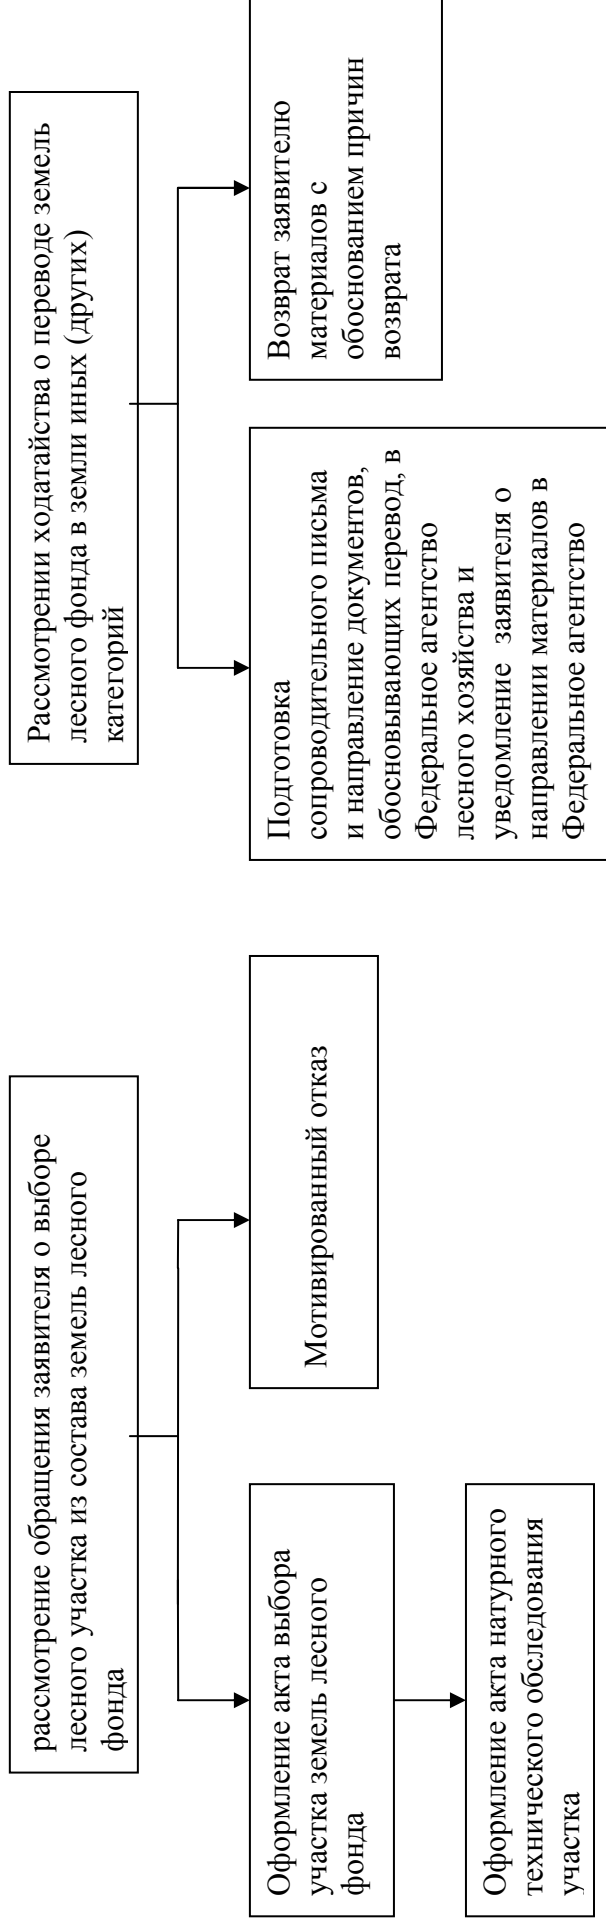 рассмотрение обращения заявителя о выборе
лесного участка из состава земель лесного
фонда
Оформление акта выбора
участка земель лесного
фонда
Мотивированный отказ
Оформление акта натурного
технического обследования
участка
Рассмотрении ходатайства о переводе земель
лесного фонда в земли иных (других)
категорий
Подготовка
сопроводительного письма
и направление документов,
обосновывающих перевод, в
Федеральное агентство
лесного хозяйства и
уведомление заявителя о
направлении материалов в
Федеральное агентство
Возврат заявителю
материалов с
обоснованием причин
возврата